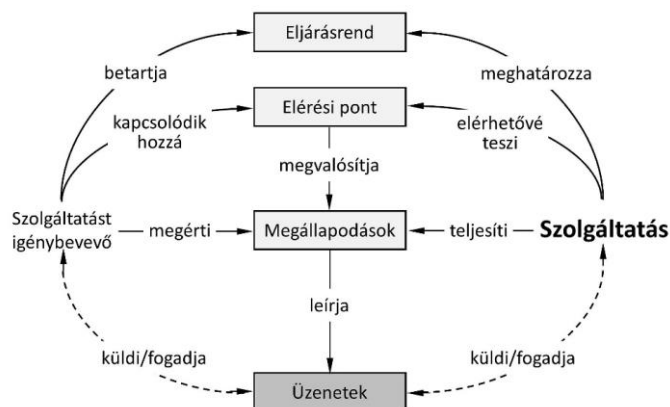 Eljárásrend
betartja
meghatározza
Elérési pont
kapcsolódik
hozzá
elérhetővé
teszi
megvalósítja
Szolgáltatást
igénybevevő
megérti
Megállapodások
teljesíti
Szolgáltatás
leírja
küldi/fogadja
küldi/fogadja
Üzenetek